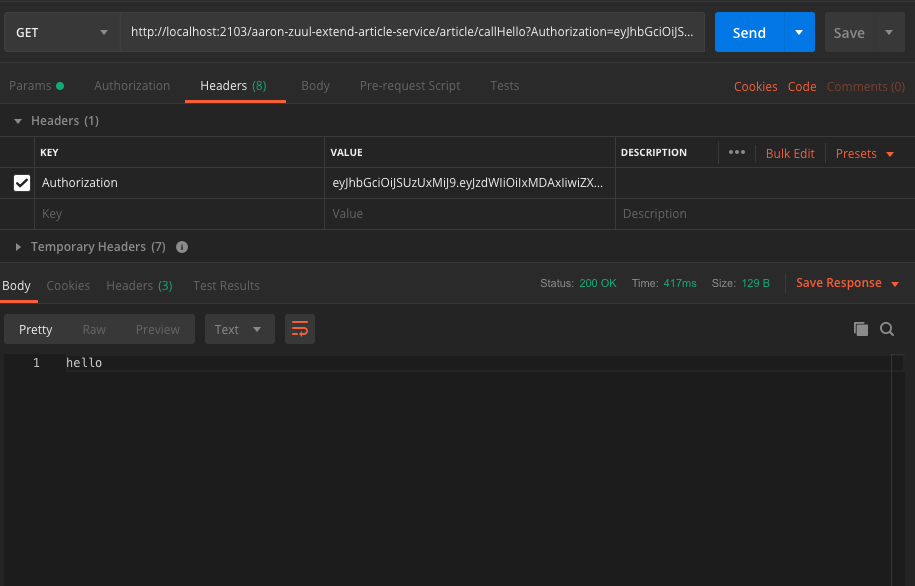 GET http://localhost:2103/aaron-zuul-extend-article-service/article/callHello?Authorization=eyJhbGciOiJS... Send Save
Params Authorization Headers (8) Body Pre-request Script Tests Cookies Code Comments (0)
Headers (1)
KEY VALUE DESCRIPTION ••• Bulk Edit Presets
Authorization eyJhbGciOiJSUzUxMiJ9.eyJzdWIiOiIxMDAxIiwiZX...
Key Value Description
Temporary Headers (7) i
Body Cookies Headers (3) Test Results Status: 200 OK Time: 417ms Size: 129 B Save Response
Pretty Raw Preview Text
1 hello